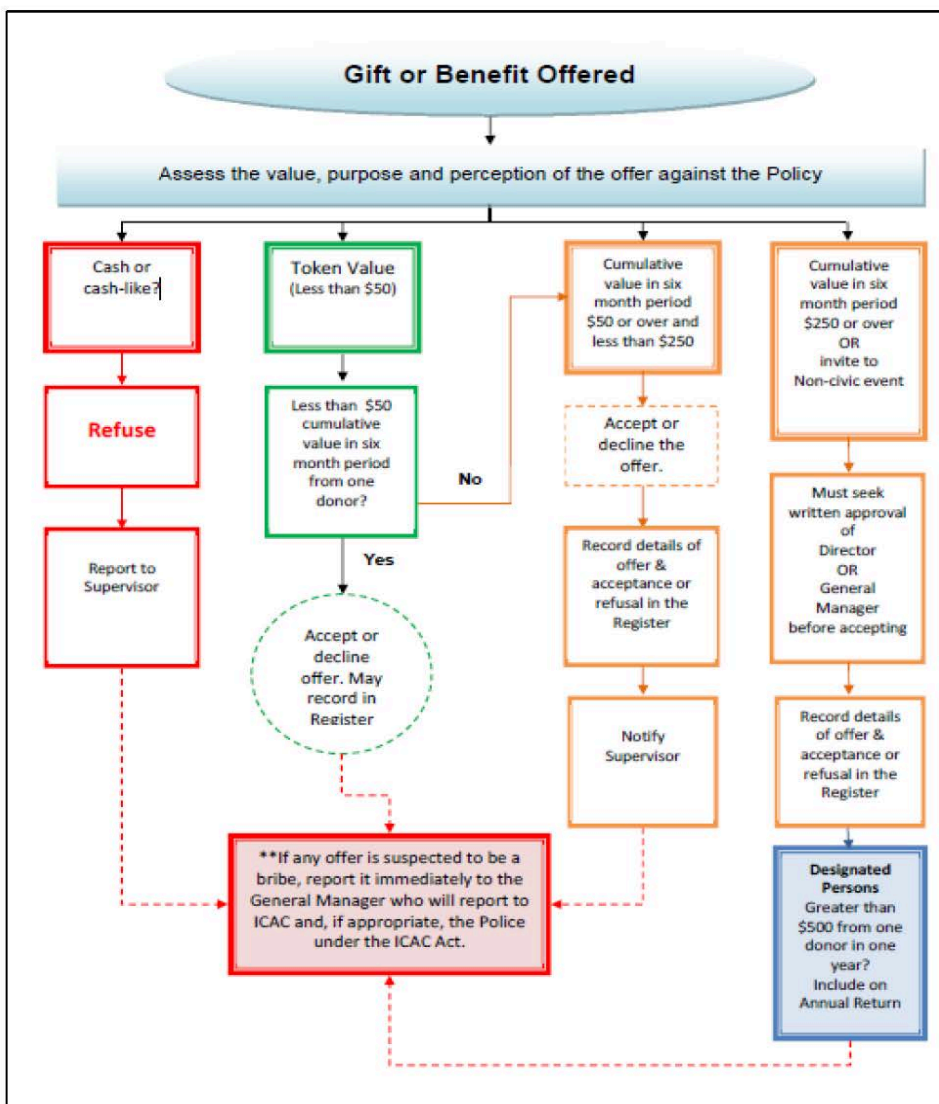 Gift or Benefit Offered
Assess the value, purpose and perception of the offer against the Policy
Cash or
cash-like?
Refuse
Report to
Supervisor
Token Value
(Less than $50)
Less than $50
cumulative
value in six
month period
from one
donor?
No
Yes
Accept or
decline
offer. May
record in
Register
Cumulative
value in six
month period
$50 or over and
less than $250
Accept or
decline the
offer.
Record details of
offer &
acceptance or
refusal in the
Register
Notify
Supervisor
Cumulative
value in six
month period
$250 or over
OR
invite to
Non-civic event
Must seek
written approval
of
Director
OR
General
Manager
before accepting
Record details
of offer &
acceptance or
refusal in the
Register
Designated
Persons
Greater than
$500 from one
donor in one
year?
Include on
Annual Return
**If any offer is suspected to be a
bribe, report it immediately to the
General Manager who will report to
ICAC and, if appropriate, the Police
under the ICAC Act.